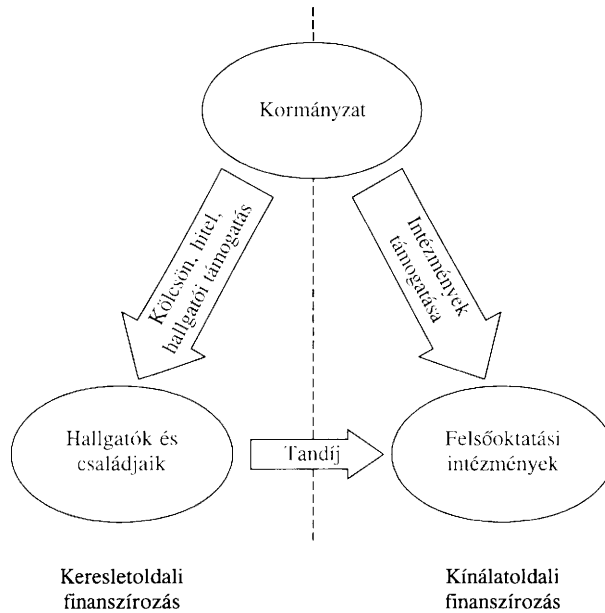 Kormányzat
Kölcsön, hitel,
hallgatói támogatás
Intézmények
támogatása
Hallgatók és
családjaik
Tandíj
Felsőoktatási
intézmények
Keresletoldali
finanszírozás
Kínálatoldali
finanszírozás